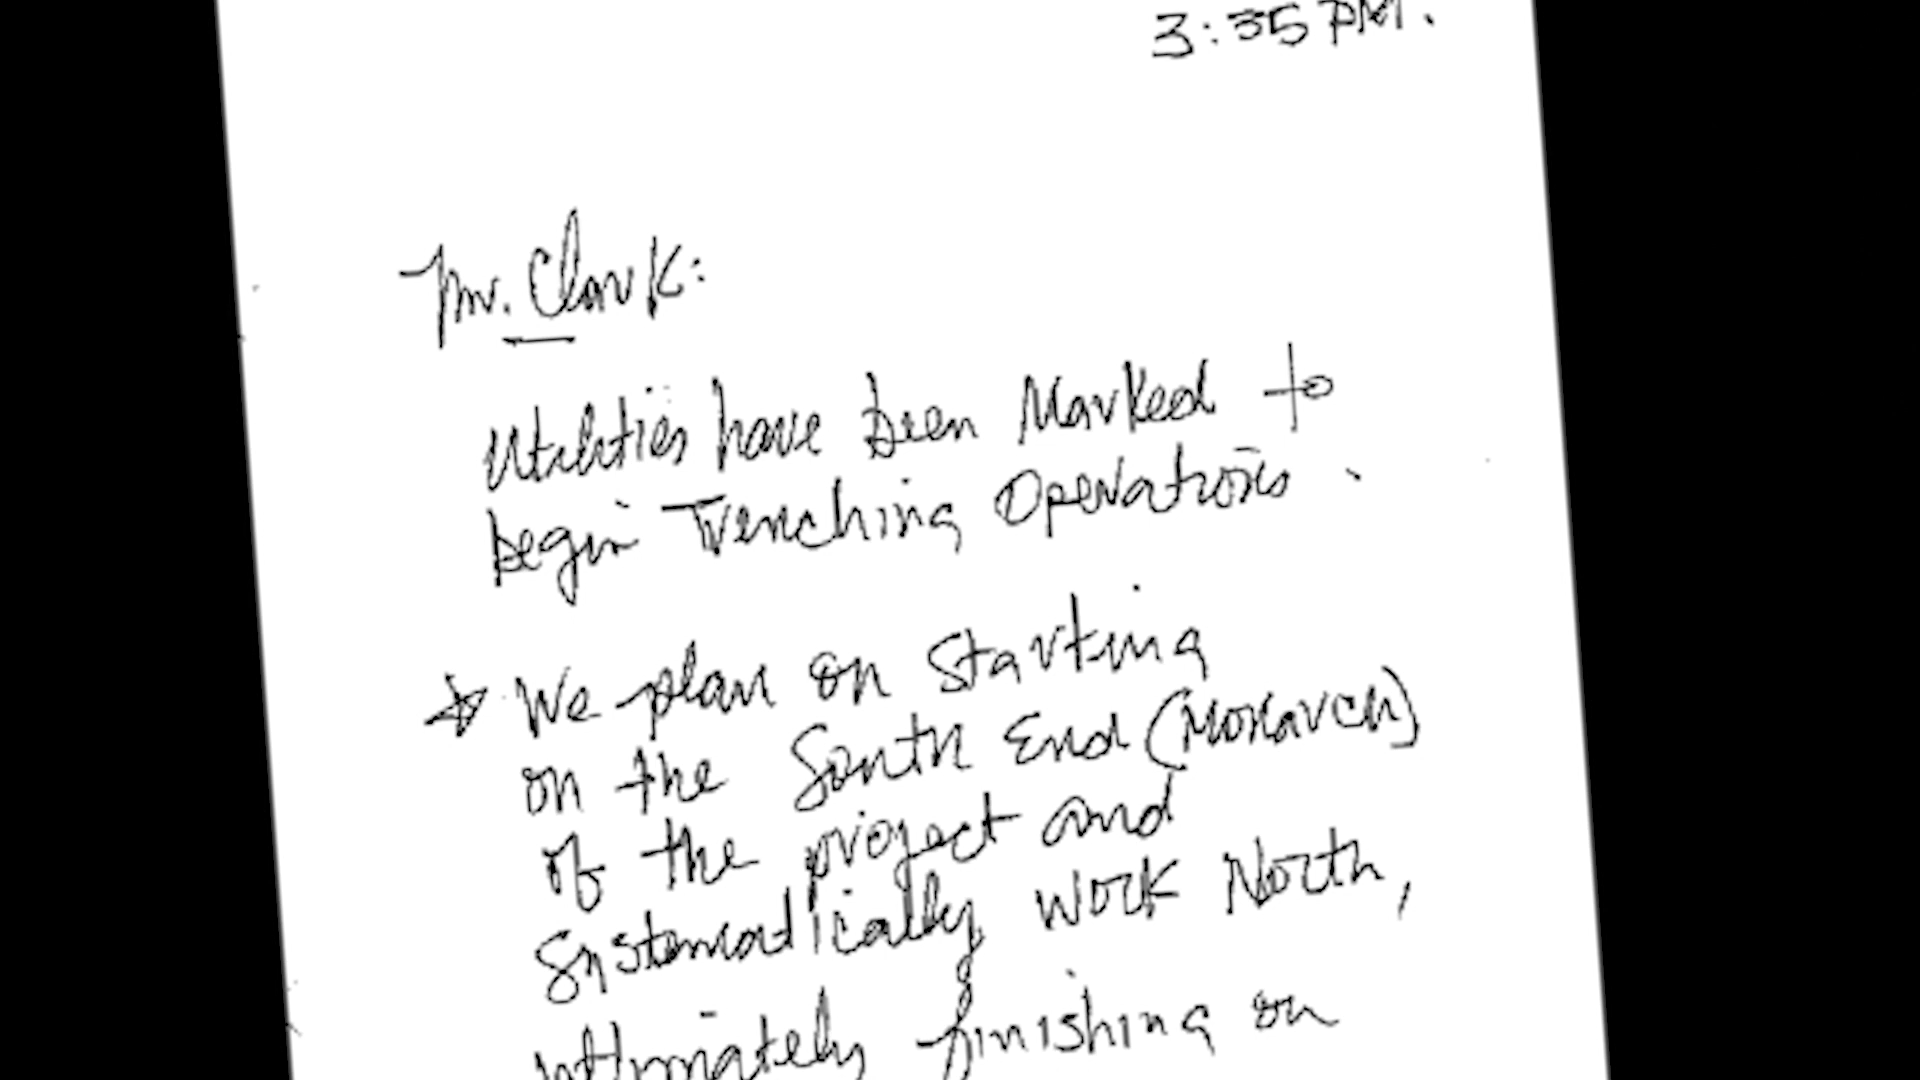 3:35 PM.
Mr. Clark:
Utilities have been Marked to
begin Trenching Operations.
☆ We plan on starting
on the South End (Monarch)
of the project and
Systematically work North,
ultimately finishing on